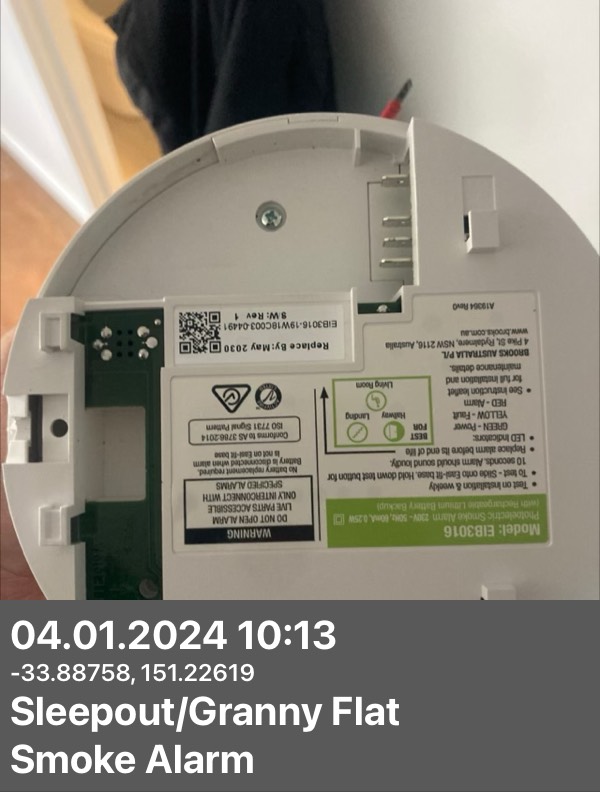 Model: EIB3016
Photoelectric Smoke Alarm - 230V~ 50Hz, 60mA, 0.25W
(with Rechargeable Lithium Battery Backup)
• Test on installation & weekly
• To test - Slide onto Easi-fit base. Hold down test button for
10 seconds. Alarm should sound loudly.
• Replace alarm before its end of life
• LED Indicators:
GREEN - Power
YELLOW - Fault
RED - Alarm
• See instruction leaflet
for full installation and
maintenance details.
BEST
FOR
Hallway
Landing
Living Room
BROOKS AUSTRALIA P/L
4 Pike St, Rydalmere, NSW 2116, Australia
www.brooks.com.au
A19364 Rev0
WARNING
DO NOT OPEN ALARM
LIVE PARTS ACCESSIBLE
ONLY INTERCONNECT WITH
SPECIFIED ALARMS
No battery replacement required.
Battery is disconnected when alarm
is not on Easi-fit base
Conforms to AS 3786:2014
ISO 7731 Signal Pattern
Replace By: May 2030
EIB3016-19V18C003-04491
SW: Rev 1
04.01.2024 10:13
-33.88758, 151.22619
Sleepout/Granny Flat
Smoke Alarm